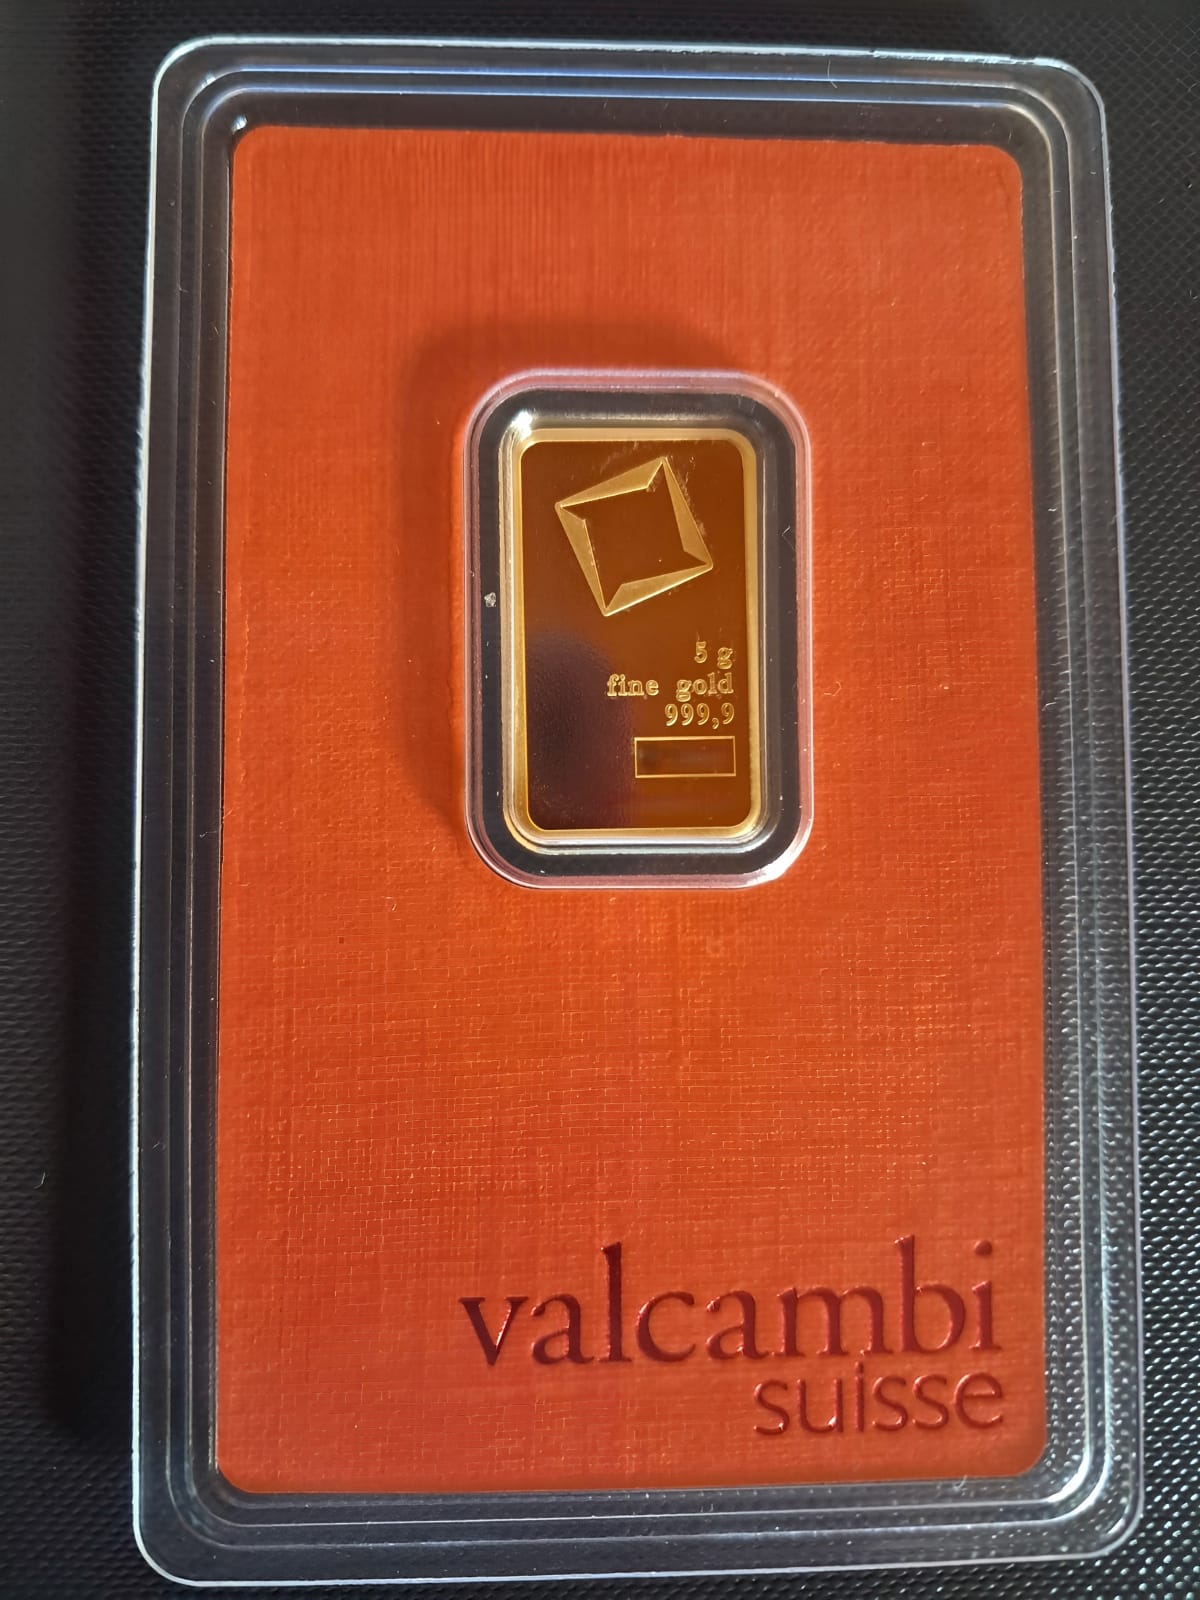 5 g
fine gold
999,9
valcambi
suisse